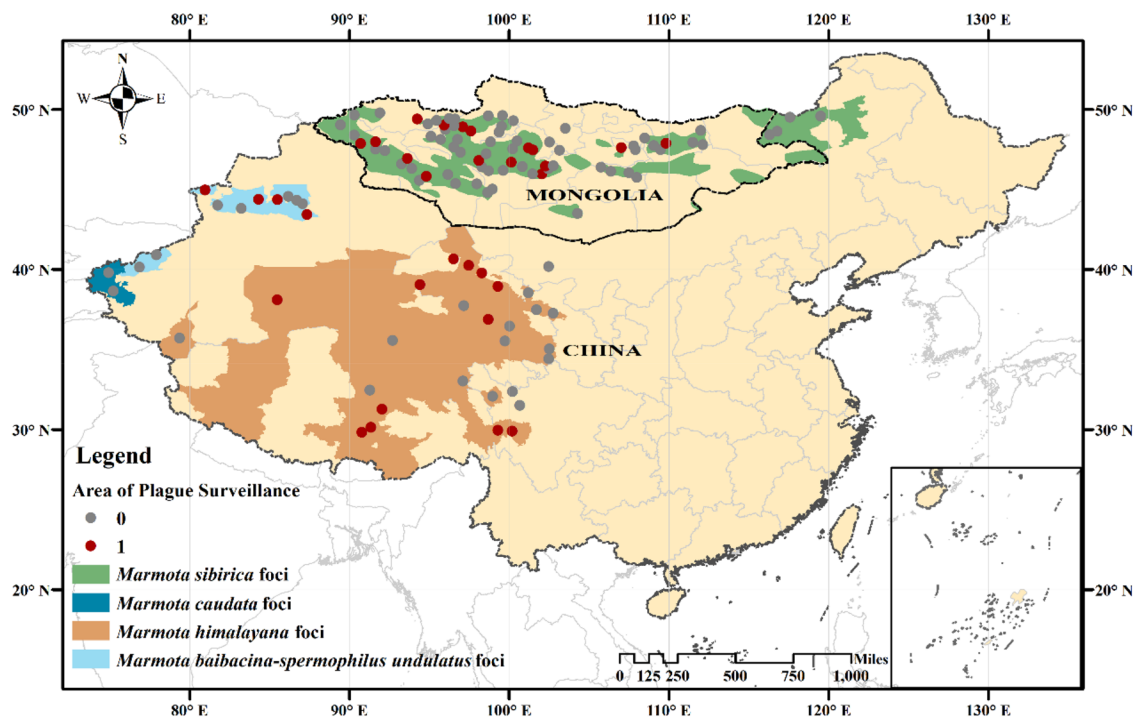 80° E 90° E 100° E 110° E 120° E 130° E
N
W E
S
50° N 50° N
MONGOLIA
40° N 40° N
CHINA
30° N 30° N
Legend
Area of Plague Surveillance
0
1
Marmota sibirica foci
20° N 20° N
Marmota caudata foci
Marmota himalayana foci
Marmota baibacina-spermophilus undulatus foci
Miles
0 125 250 500 750 1,000
80° E 90° E 100° E 110° E 120° E 130° E